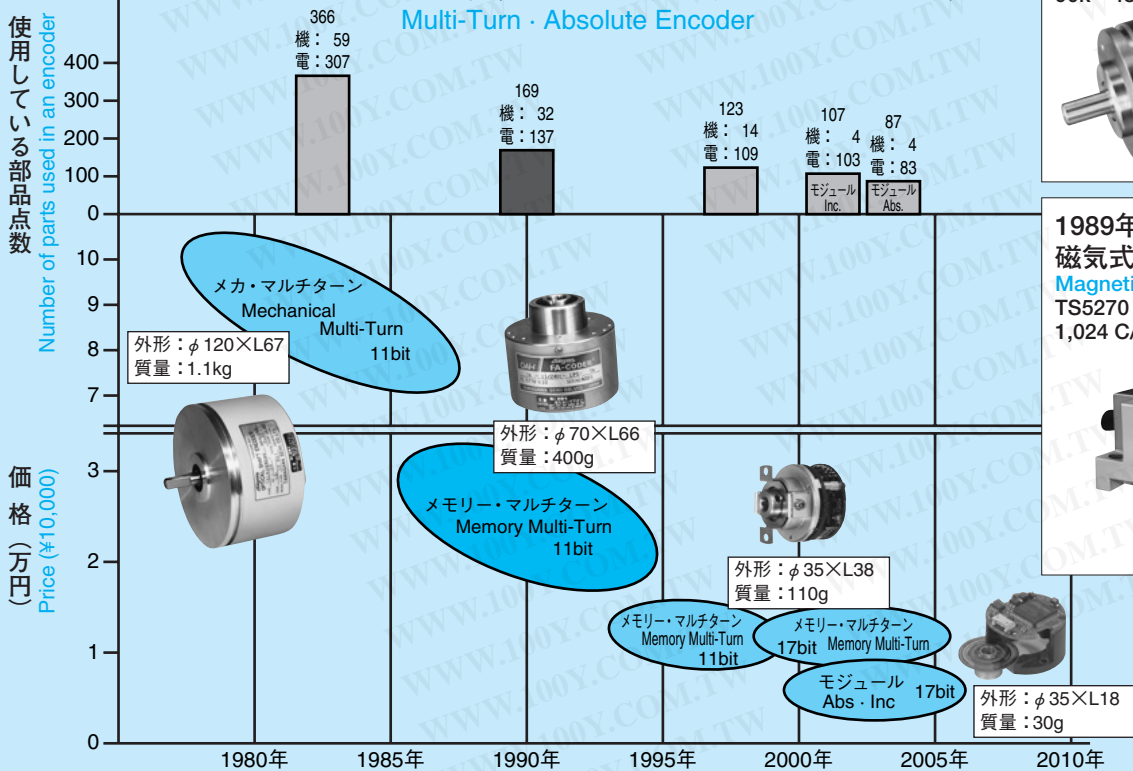 Multi-Turn · Absolute Encoder
使用している部品点数
Number of parts used in an encoder
400
300
200
100
0
366
機： 59
電：307
169
機： 32
電：137
123
機： 14
電：109
107
機： 4
電：103
モジュール
Inc.
87
機： 4
電：83
モジュール
Abs.
10
9
8
7
メカ・マルチターン
Mechanical
Multi-Turn
11bit
外形：φ120×L67
質量：1.1kg
FA-CODER
外形：φ70×L66
質量：400g
価格（万円）
Price (¥10,000)
3
2
1
0
メモリー・マルチターン
Memory Multi-Turn
11bit
外形：φ35×L38
質量：110g
メモリー・マルチターン
Memory Multi-Turn
11bit
メモリー・マルチターン
17bit Memory Multi-Turn
モジュール 17bit
Abs · Inc
外形：φ35×L18
質量：30g
1980年
1985年
1990年
1995年
2000年
2005年
2010年
1989年
磁気式
Magneti
TS5270
1,024 C/
WWW.100Y.COM.TW